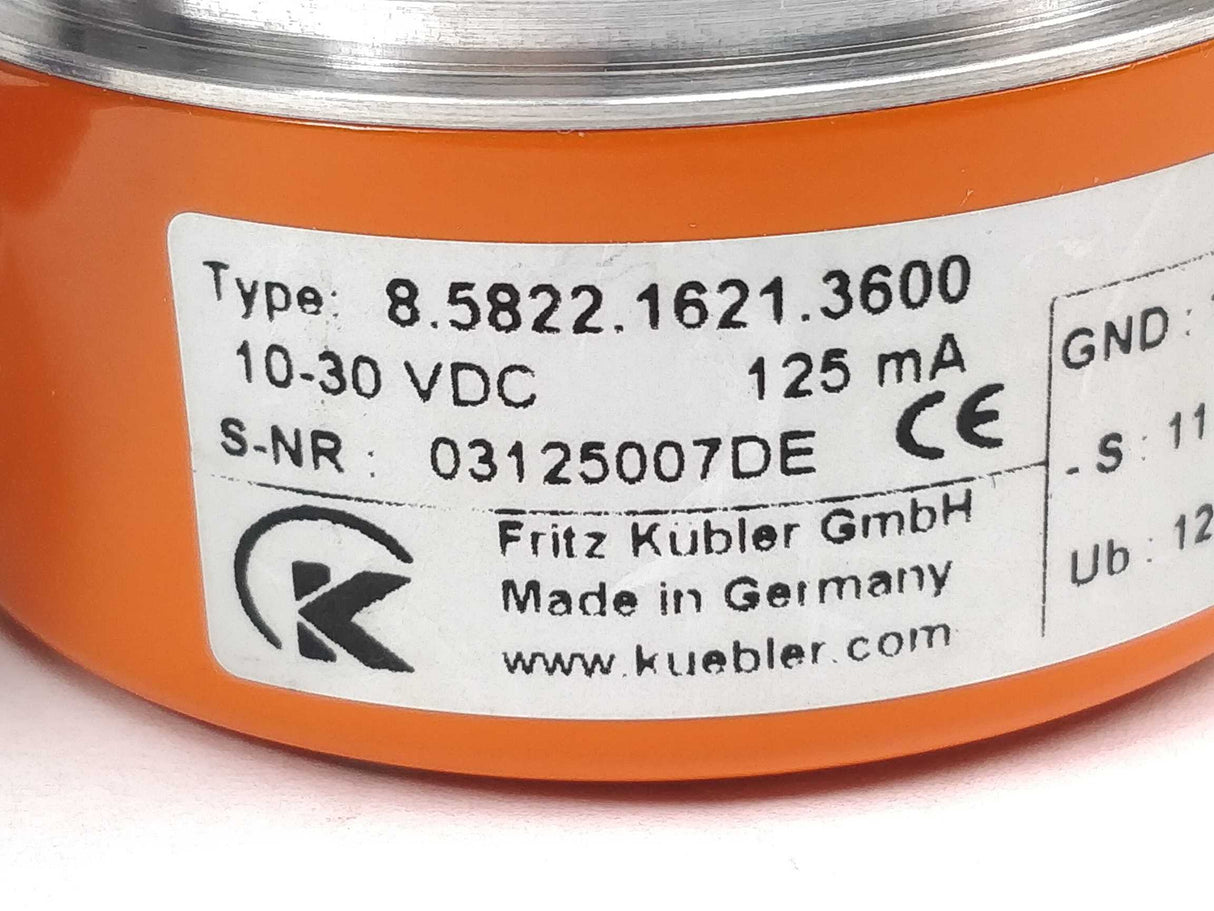 Type: 8.5822.1621.3600
10-30 VDC 125 mA
S-NR : 03125007DE CE
Fritz Kübler GmbH
Made in Germany
www.kuebler.com
K
GND :
- S : 11
Ub : 12